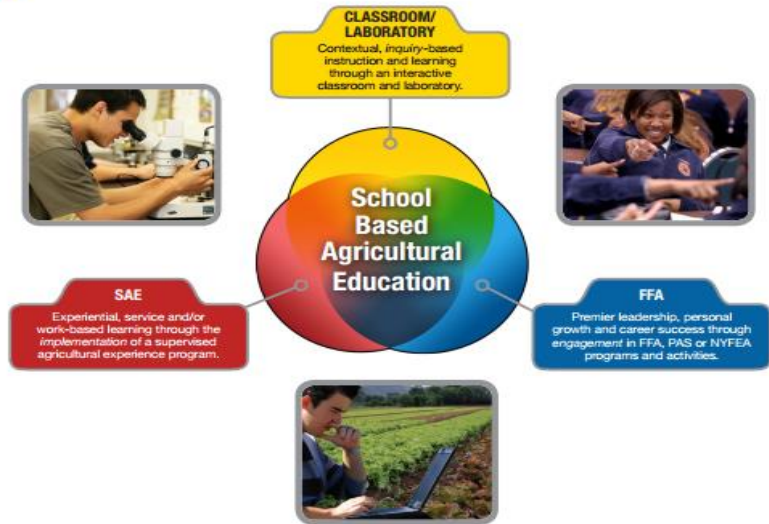 CLASSROOM/
LABORATORY
Contextual, inquiry-based
instruction and learning
through an interactive
classroom and laboratory.
School
Based
Agricultural
Education
SAE
Experiential, service and/or
work-based learning through the
implementation of a supervised
agricultural experience program.
FFA
Premier leadership, personal
growth and career success through
engagement in FFA, PAS or NYFEA
programs and activities.